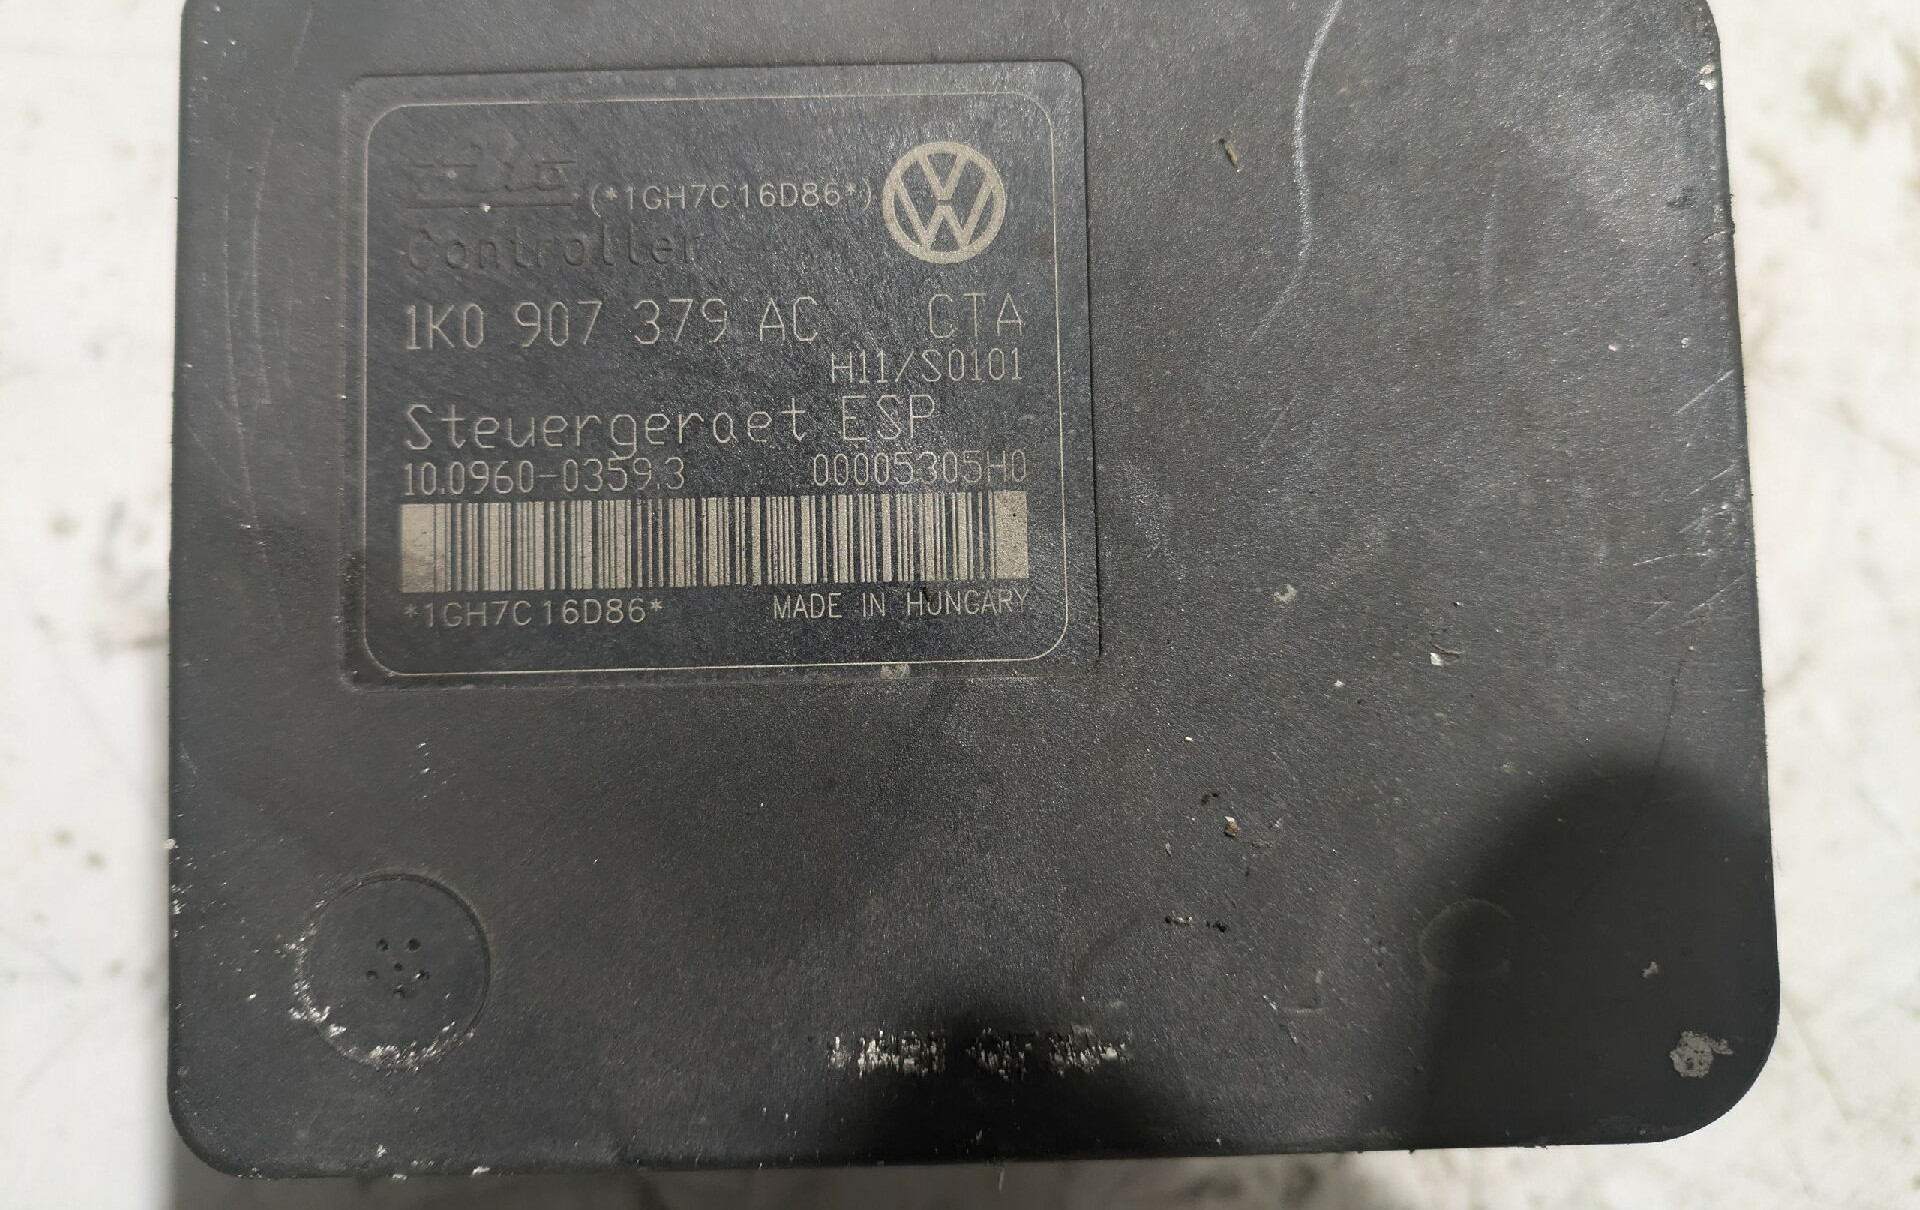 (*1GH7C16D86*)
Controller
1K0 907 379 AC CTA
H11/S0101
Steuergeraet ESP
10.0960-0359.3 00005305H0
*1GH7C16D86* MADE IN HUNGARY